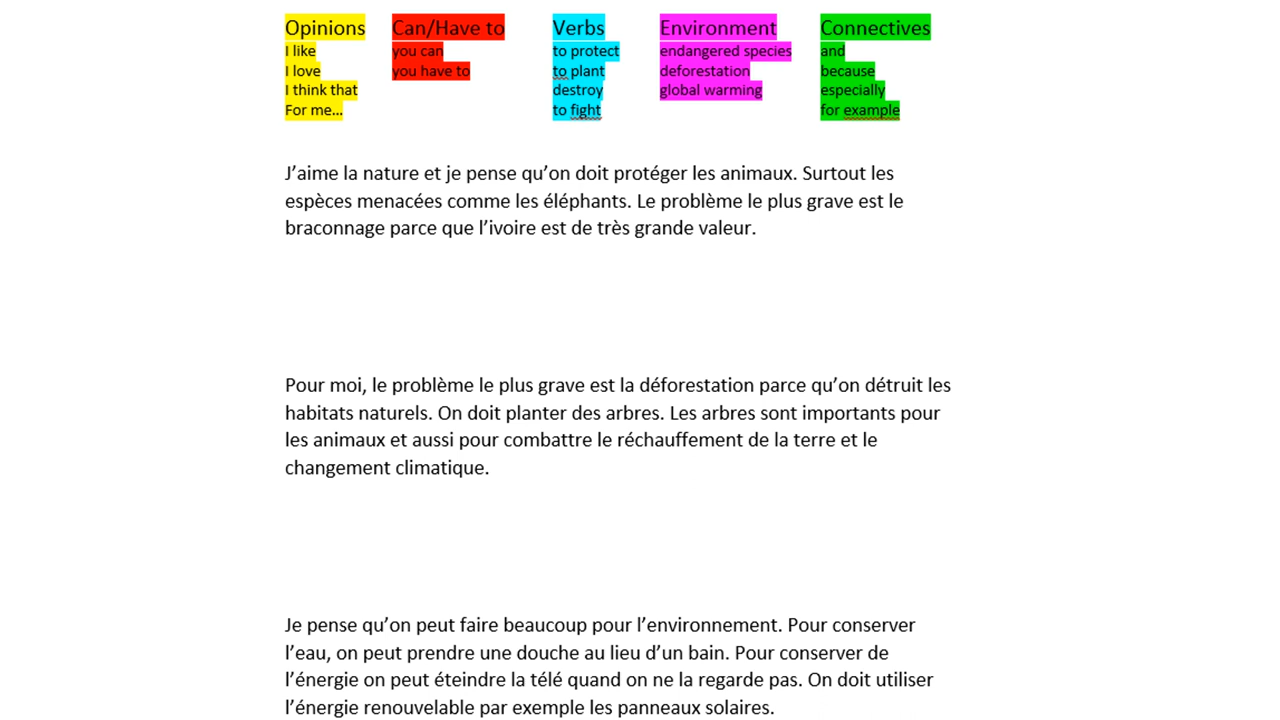 Opinions Can/Have to Verbs Environment Connectives
I like you can to protect endangered species and
I love you have to to plant deforestation because
I think that destroy global warming especially
For me... to fight for example
J’aime la nature et je pense qu’on doit protéger les animaux. Surtout les
espèces menacées comme les éléphants. Le problème le plus grave est le
braconnage parce que l’ivoire est de très grande valeur.
Pour moi, le problème le plus grave est la déforestation parce qu’on détruit les
habitats naturels. On doit planter des arbres. Les arbres sont importants pour
les animaux et aussi pour combattre le réchauffement de la terre et le
changement climatique.
Je pense qu’on peut faire beaucoup pour l’environnement. Pour conserver
l’eau, on peut prendre une douche au lieu d’un bain. Pour conserver de
l’énergie on peut éteindre la télé quand on ne la regarde pas. On doit utiliser
l’énergie renouvelable par exemple les panneaux solaires.